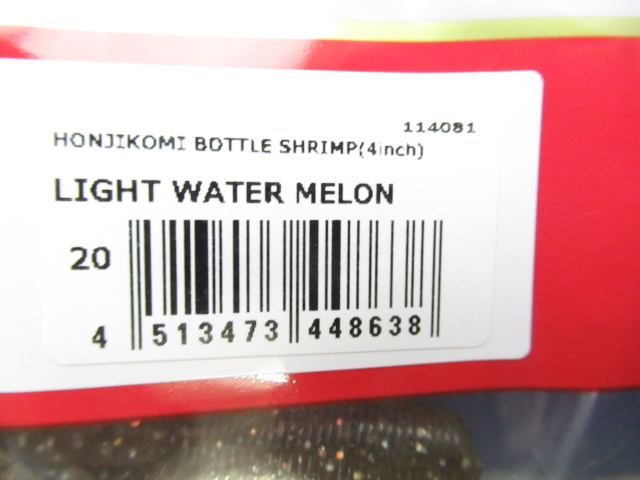 114081
HONJIKOMI BOTTLE SHRIMP(4inch)
LIGHT WATER MELON
20
4 513473 448638